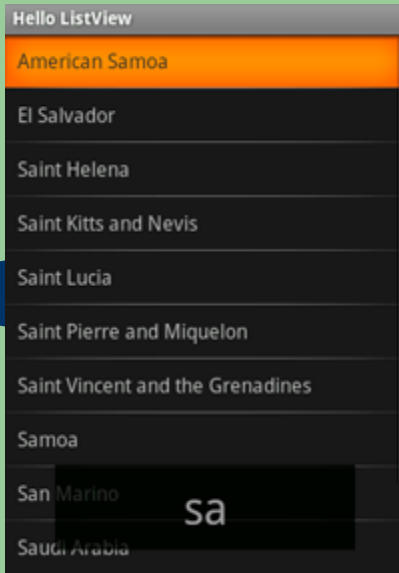 Hello ListView
American Samoa
El Salvador
Saint Helena
Saint Kitts and Nevis
Saint Lucia
Saint Pierre and Miquelon
Saint Vincent and the Grenadines
Samoa
San Marino
sa
Saudi Arabia